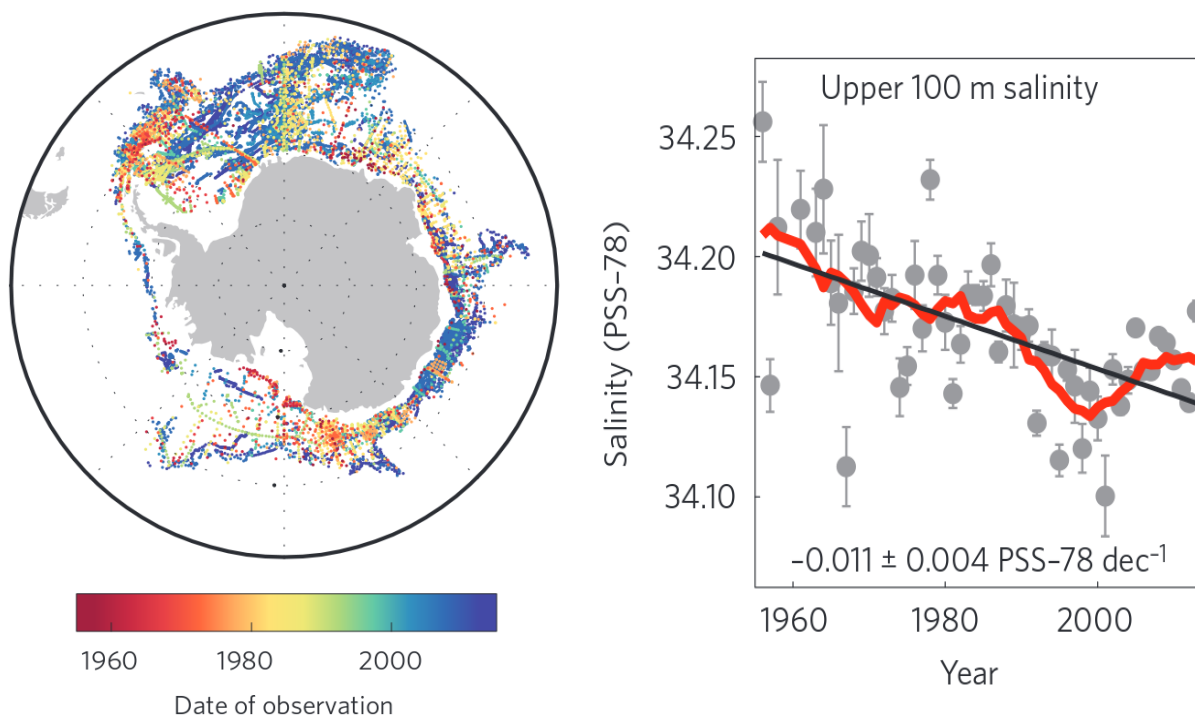 1960
1980
2000
Date of observation
Upper 100 m salinity
34.25
34.20
34.15
34.10
Salinity (PSS–78)
–0.011 ± 0.004 PSS–78 dec⁻¹
1960
1980
2000
Year